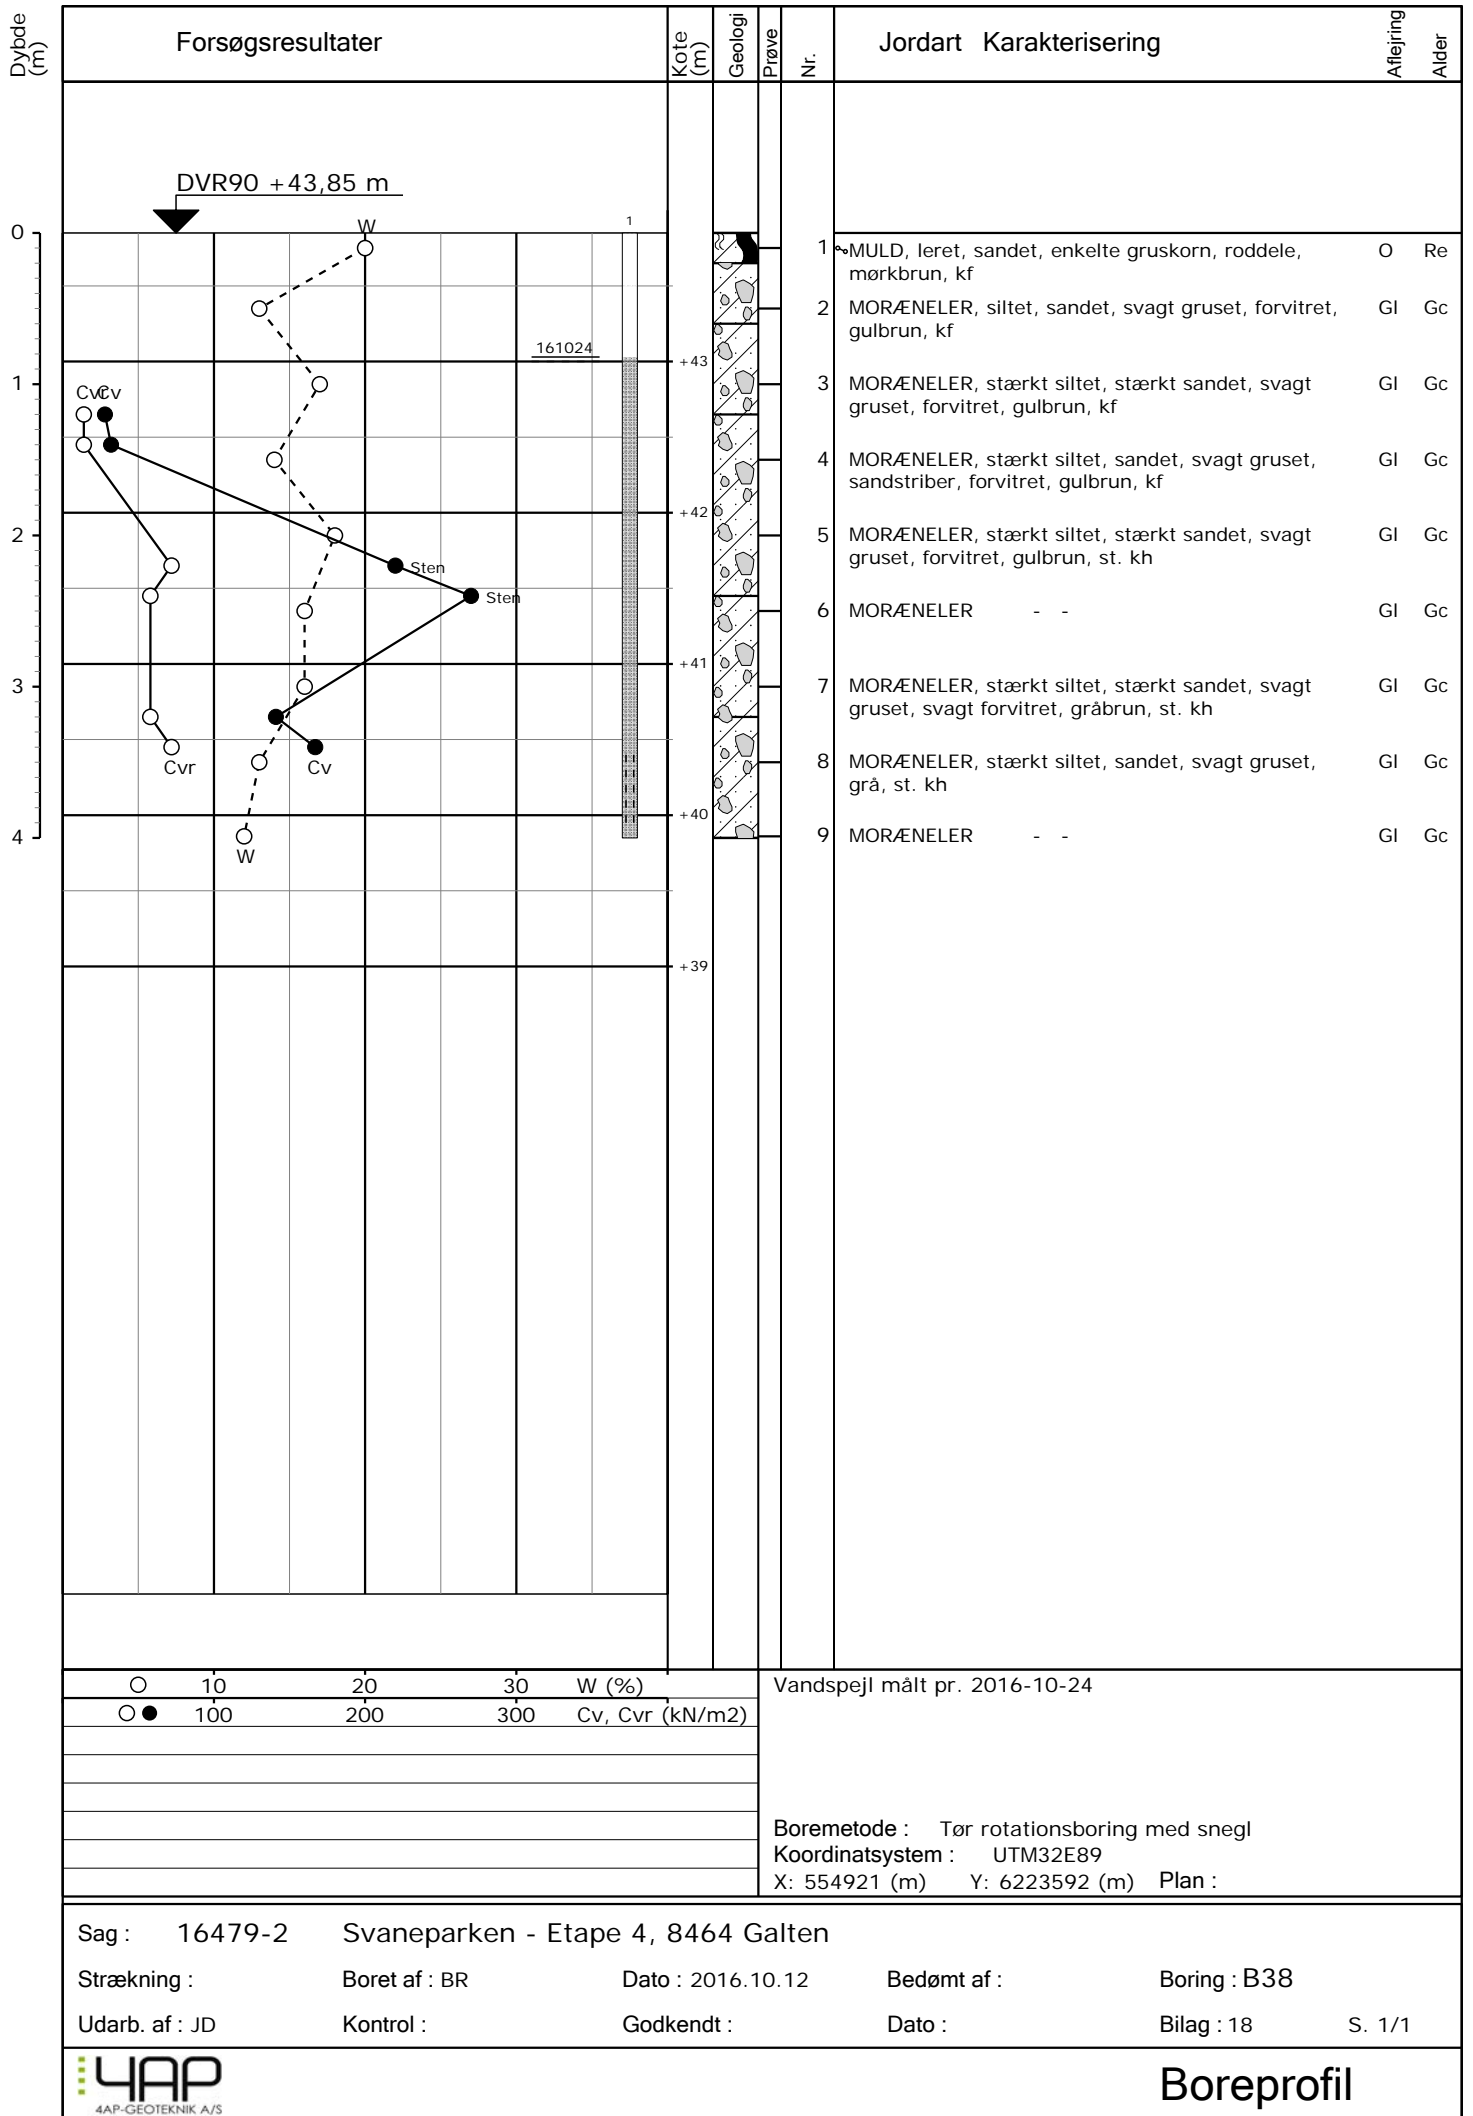 Dybde (m)
Forsøgsresultater
Kote (m)
Geologi
Prøve
Nr.
Jordart Karakterisering
Aflejring
Alder
DVR90 +43,85 m
W
1
0
1 MULD, leret, sandet, enkelte gruskorn, roddele, O Re
mørkbrun, kf
2 MORÆNELER, siltet, sandet, svagt gruset, forvitret, Gl Gc
gulbrun, kf
161024
+43
1
Cvr Cv
3 MORÆNELER, stærkt siltet, stærkt sandet, svagt Gl Gc
gruset, forvitret, gulbrun, kf
4 MORÆNELER, stærkt siltet, sandet, svagt gruset, Gl Gc
sandstriber, forvitret, gulbrun, kf
+42
2
5 MORÆNELER, stærkt siltet, stærkt sandet, svagt Gl Gc
gruset, forvitret, gulbrun, st. kh
Sten
Sten
6 MORÆNELER - - Gl Gc
+41
3
7 MORÆNELER, stærkt siltet, stærkt sandet, svagt Gl Gc
gruset, svagt forvitret, gråbrun, st. kh
Cvr
Cv
8 MORÆNELER, stærkt siltet, sandet, svagt gruset, Gl Gc
grå, st. kh
+40
4
9 MORÆNELER - - Gl Gc
W
+39
10 20 30 W (%)
100 200 300 Cv, Cvr (kN/m2)
Vandspejl målt pr. 2016-10-24
Boremetode : Tør rotationsboring med snegl
Koordinatsystem : UTM32E89
X: 554921 (m) Y: 6223592 (m) Plan :
Sag : 16479-2 Svaneparken - Etape 4, 8464 Galten
Strækning : Boret af : BR Dato : 2016.10.12 Bedømt af : Boring : B38
Udarb. af : JD Kontrol : Godkendt : Dato : Bilag : 18 S. 1/1
4AP
4AP-GEOTEKNIK A/S
Boreprofil